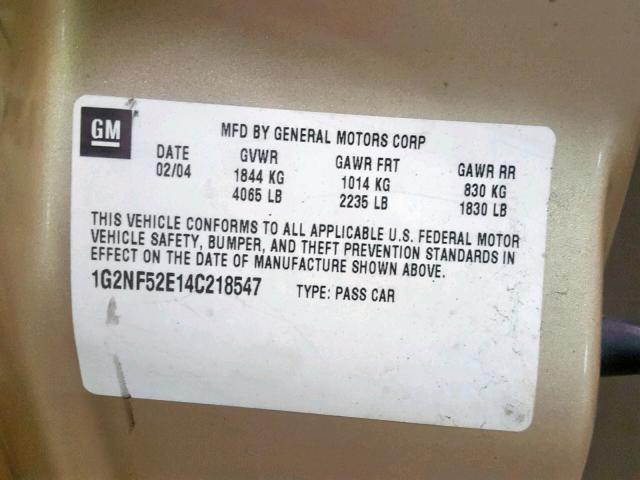 GM
MFD BY GENERAL MOTORS CORP
DATE GVWR GAWR FRT GAWR RR
02/04 1844 KG 1014 KG 830 KG
4065 LB 2235 LB 1830 LB
THIS VEHICLE CONFORMS TO ALL APPLICABLE U.S. FEDERAL MOTOR
VEHICLE SAFETY, BUMPER, AND THEFT PREVENTION STANDARDS IN
EFFECT ON THE DATE OF MANUFACTURE SHOWN ABOVE.
1G2NF52E14C218547 TYPE: PASS CAR